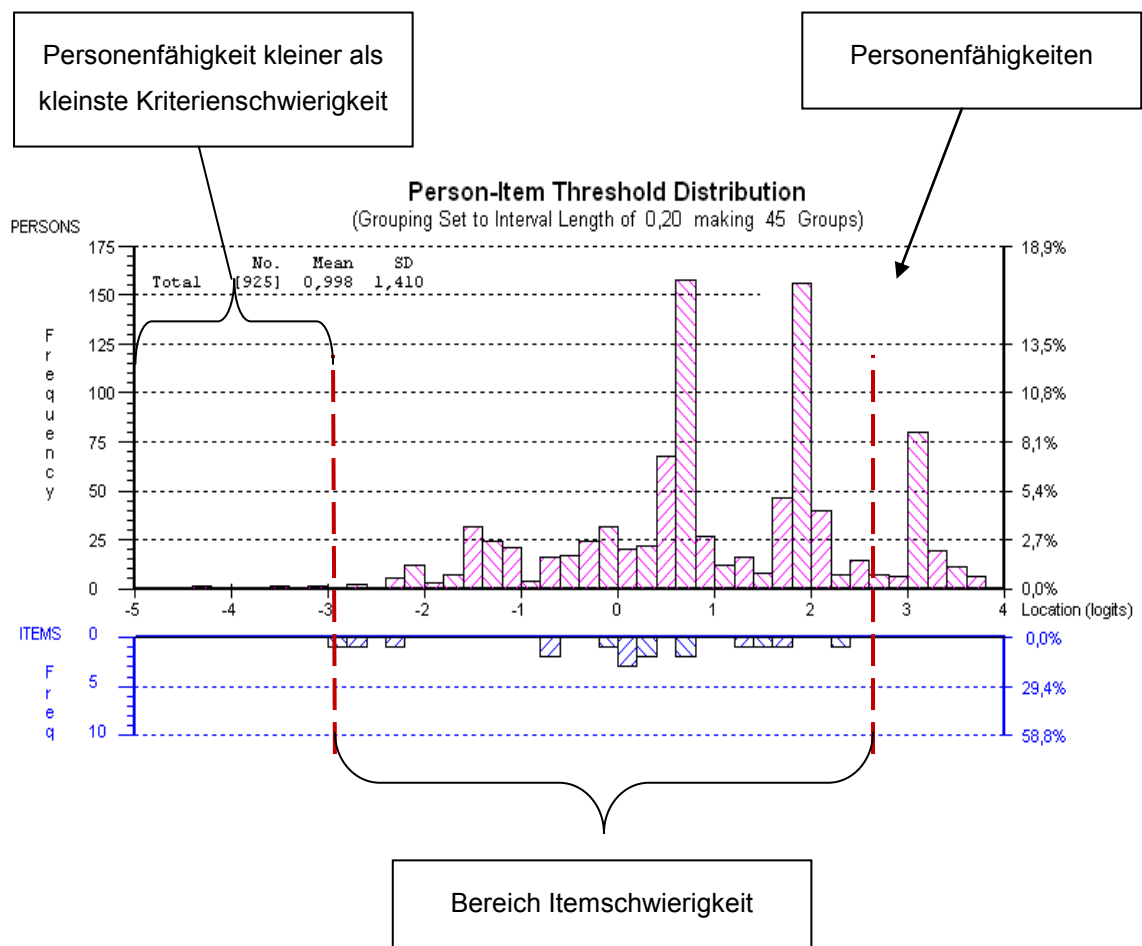 Personenfähigkeit kleiner als
kleinste Kriterienschwierigkeit
Personenfähigkeiten
Person-Item Threshold Distribution
(Grouping Set to Interval Length of 0,20 making 45 Groups)
PERSONS
No. Mean SD
Total [925] 0,998 1,410
Frequency
175
150
125
100
75
50
25
0
18,9%
13,5%
10,8%
8,1%
5,4%
2,7%
0,0%
-5 -4 -3 -2 -1 0 1 2 3 4 Location (logits)
ITEMS
Freq
0
5
10
0,0%
29,4%
58,8%
Bereich Itemschwierigkeit